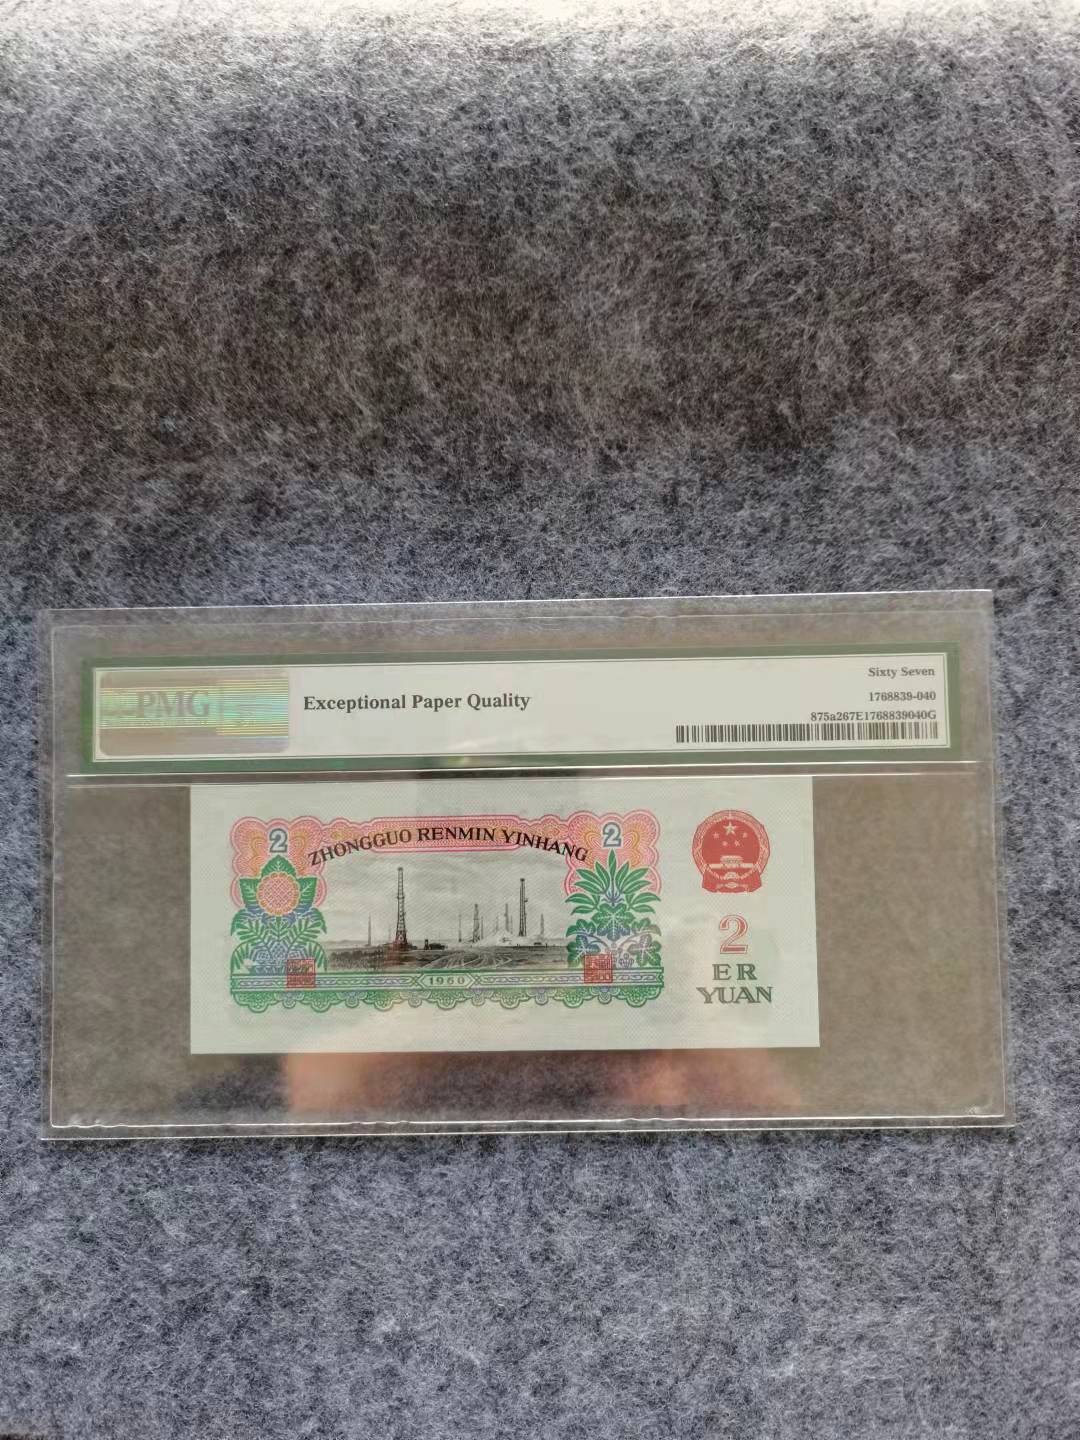 PMG
Exceptional Paper Quality
Sixty Seven
1768839-040
875a267E1768839040G
2
2
ZHONGGUO RENMIN YINHANG
1960
2
ER
YUAN